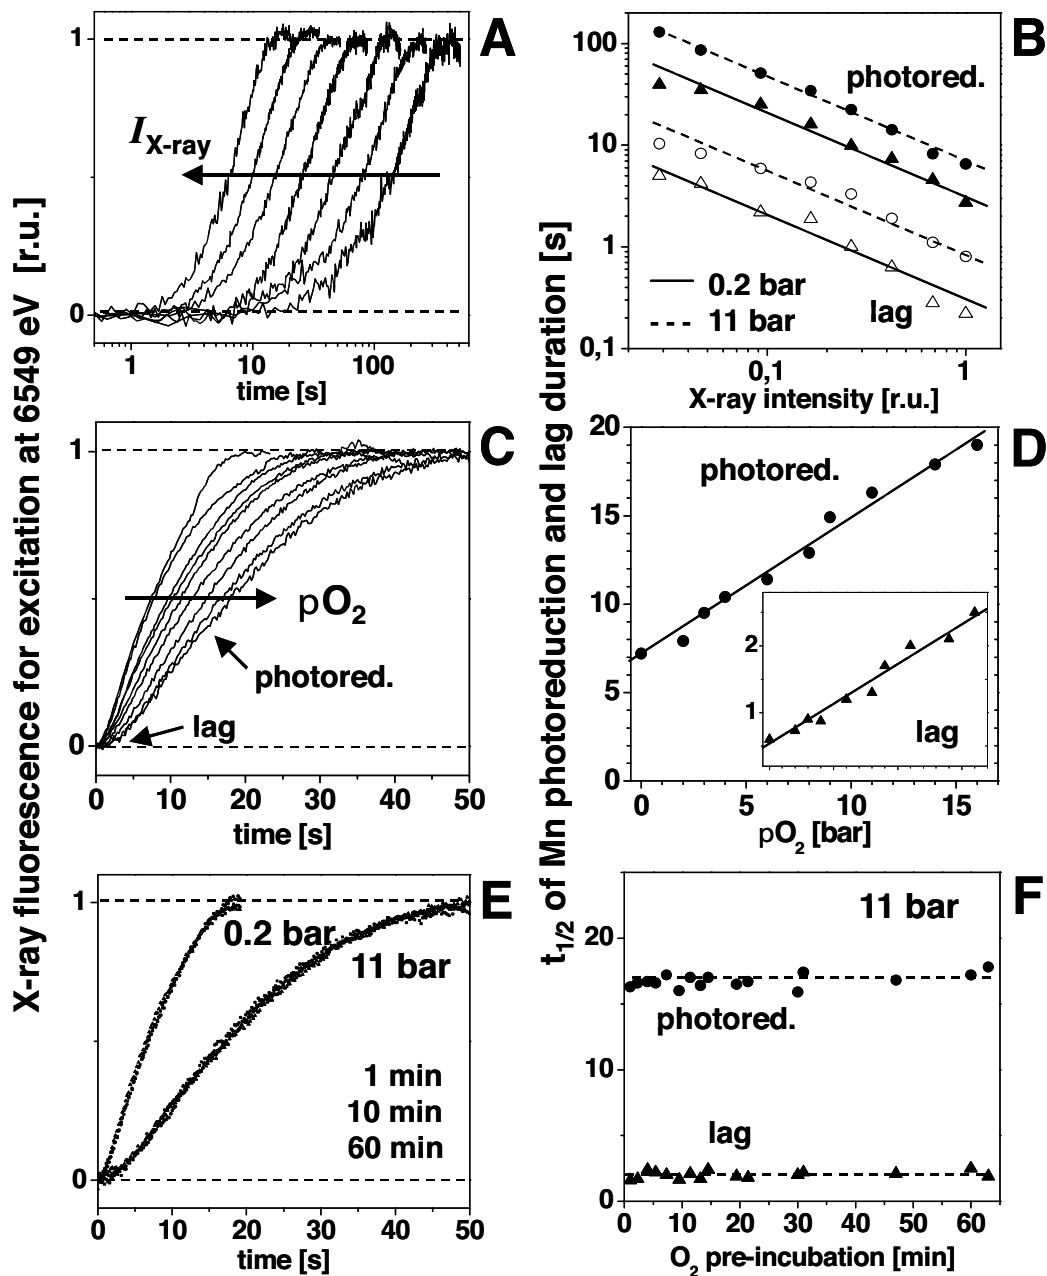 X-ray fluorescence for excitation at 6549 eV [r.u.]
A
1
0
I X-ray
1 10 100
time [s]
t1/2 of Mn photoreduction and lag duration [s]
B
100
10
1
0,1
photored.
0.2 bar
11 bar
lag
0,1 1
X-ray intensity [r.u.]
C
1
0
pO2
photored.
lag
0 10 20 30 40 50
time [s]
D
20
15
10
5
0
photored.
2
1
lag
0 5 10 15
pO2 [bar]
E
1
0
0.2 bar
11 bar
1 min
10 min
60 min
0 10 20 30 40 50
time [s]
F
11 bar
20
10
0
photored.
lag
0 10 20 30 40 50 60
O2 pre-incubation [min]